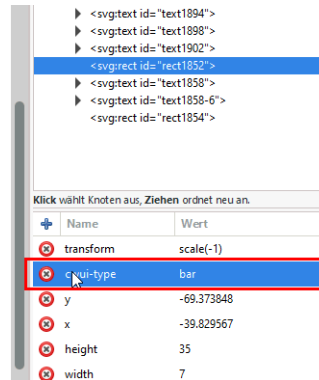 ▶ <svg:text id="text1894">
▶ <svg:text id="text1898">
▶ <svg:text id="text1902">
<svg:rect id="rect1852">
▶ <svg:text id="text1858">
▶ <svg:text id="text1858-6">
<svg:rect id="rect1854">
Klick wählt Knoten aus, Ziehen ordnet neu an.
Name Wert
transform scale(-1)
bar
y -69.373848
x -39.829567
height 35
width 7